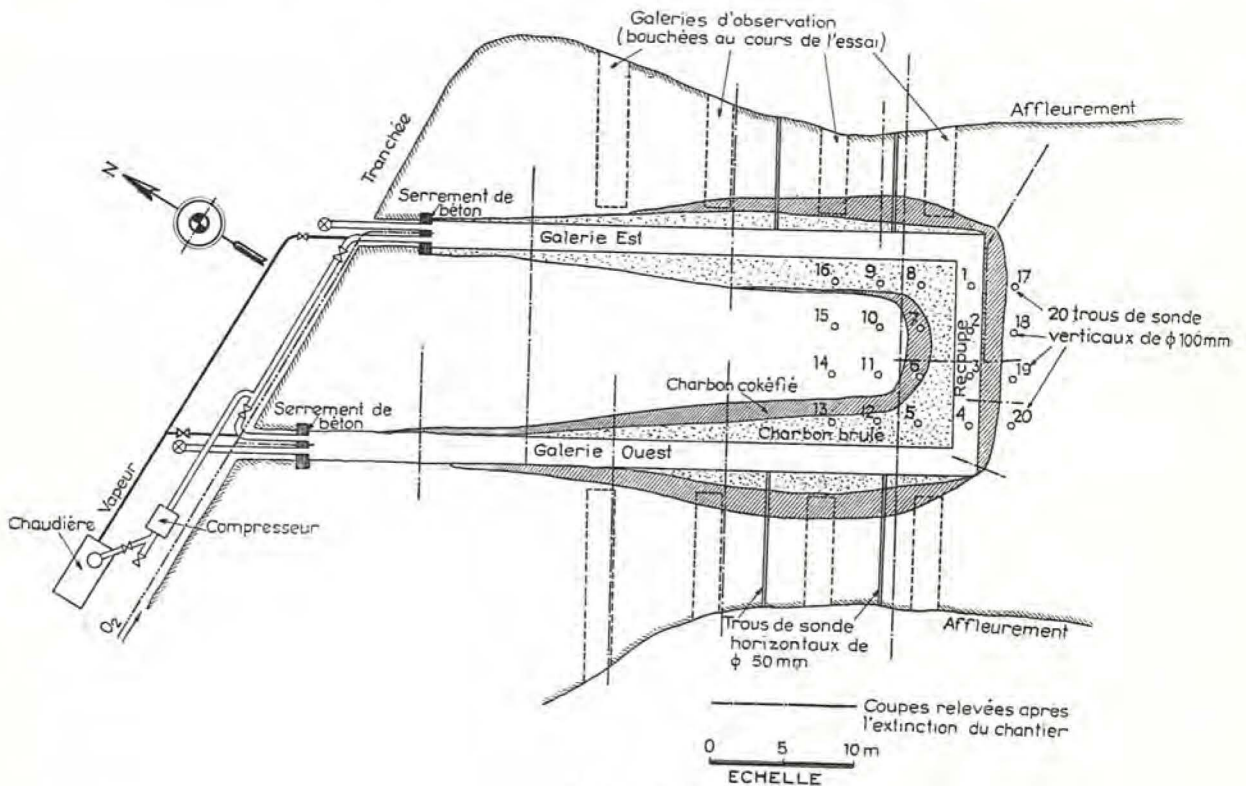 Galeries d'observation
(bouchées au cours de l'essai)
Affleurement
Tranchée
N
Serrement de
béton
Galerie Est
16 9 8 1 17
15 10 7 2 18
14 11 6 3 19
13 12 5 4 20
Recoupe
20 trous de sonde
verticaux de ϕ 100mm
Charbon cokéfié
Serrement de
béton
Charbon brulé
Galerie Ouest
Vapeur
Chaudière
Compresseur
O2
Trous de sonde
horizontaux de
ϕ 50mm
Affleurement
Coupes relevées après
l'extinction du chantier
0 5 10 m
ECHELLE